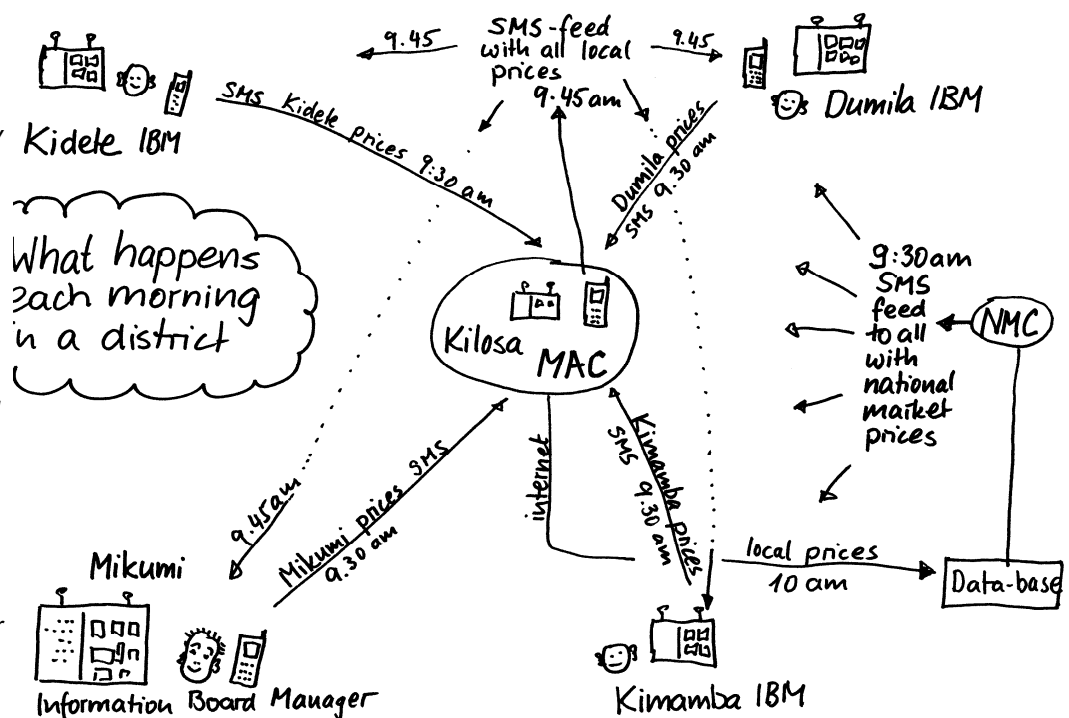 9.45
SMS-feed
with all local
prices
9.45am
9.45
Kidete IBM
SMS Kidete prices 9:30 am
Dumila IBM
Dumila prices
SMS 9.30 am
What happens
each morning
in a district
Kilosa
MAC
9:30am
SMS
feed
to all
with
national
market
prices
NMC
9.45am
Mikumi prices SMS
9.30 am
internet
Kimamba prices
SMS 9.30 am
local prices
10 am
Data-base
Mikumi
Information Board Manager
Kimamba IBM